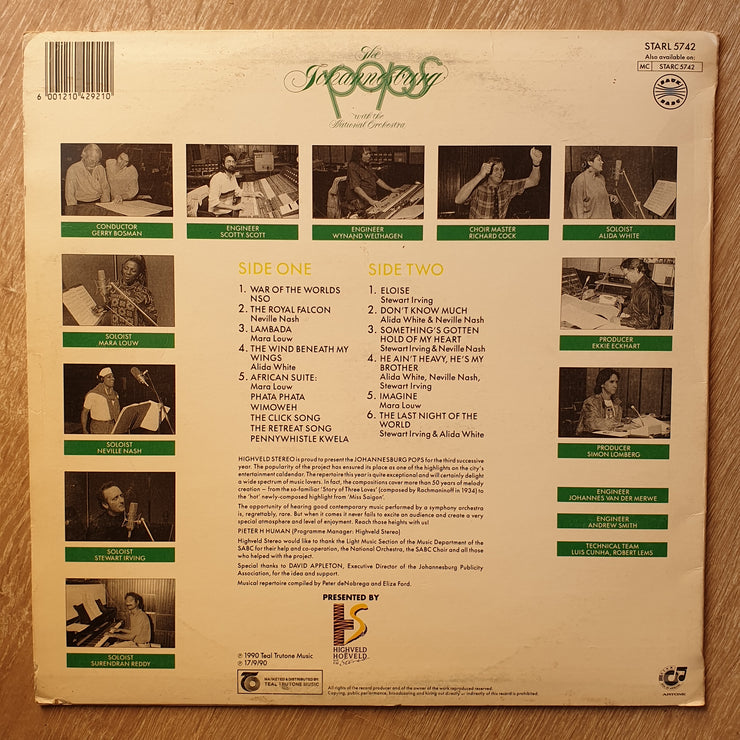 6 001210 429210
The
Johannesburg
pops
with the
National Orchestra
STARL 5742
Also available on:
MC STARC 5742
CONDUCTOR
GERRY BOSMAN
ENGINEER
SCOTTY SCOTT
ENGINEER
WYNAND WELTHAGEN
CHOIR MASTER
RICHARD COCK
SOLOIST
ALIDA WHITE
SOLOIST
MARA LOUW
SOLOIST
NEVILLE NASH
SOLOIST
STEWART IRVING
SOLOIST
SURENDRAN REDDY
SIDE ONE
1. WAR OF THE WORLDS
NSO
2. THE ROYAL FALCON
Neville Nash
3. LAMBADA
Mara Louw
4. THE WIND BENEATH MY
WINGS
Alida White
5. AFRICAN SUITE:
Mara Louw
PHATA PHATA
WIMOWEH
THE CLICK SONG
THE RETREAT SONG
PENNYWHISTLE KWELA
SIDE TWO
1. ELOISE
Stewart Irving
2. DON'T KNOW MUCH
Alida White & Neville Nash
3. SOMETHING'S GOTTEN
HOLD OF MY HEART
Stewart Irving & Neville Nash
4. HE AIN'T HEAVY, HE'S MY
BROTHER
Alida White, Neville Nash,
Stewart Irving
5. IMAGINE
Mara Louw
6. THE LAST NIGHT OF THE
WORLD
Stewart Irving & Alida White
PRODUCER
EKKIE ECKHART
PRODUCER
SIMON LOMBERG
ENGINEER
JOHANNES VAN DER MERWE
ENGINEER
ANDREW SMITH
TECHNICAL TEAM
LUIS CUNHA, ROBERT LEMS
HIGHVELD STEREO is proud to present the JOHANNESBURG POPS for the third successive
year. The popularity of the project has ensured its place as one of the highlights on the city's
entertainment calendar. The repertoire this year is quite exceptional and will certainly delight
a wide spectrum of music lovers. In fact, the compositions cover more than 50 years of melody
creation – from the so-familiar 'Story of Three Loves' (composed by Rochmaninoff in 1934) to
the 'hot' newly-composed highlight from 'Miss Saigon'.
The opportunity of hearing good contemporary music performed by a symphony orchestra
is, regrettably, rare. But when it comes it never fails to excite an audience and create a very
special atmosphere and level of enjoyment. Reach those heights with us!
PIETER H HUMAN (Programme Manager: Highveld Stereo)
Highveld Stereo would like to thank the Light Music Section of the Music Department of the
SABC for their help and co-operation, the National Orchestra, the SABC Choir and all those
who helped with the project.
Special thanks to DAVID APPLETON, Executive Director of the Johannesburg Publicity
Association, for the idea and support.
Musical repertoire compiled by Peter deNobrega and Eliza Ford.
PRESENTED BY
HIGHVELD
HOËVELD
℗ 1990 Teal Trutone Music
℗ 17/9/90
MARKETED & DISTRIBUTED BY
TEAL TRUTONE MUSIC
All rights of the record producer and of the owner of the work reproduced reserved.
Copying, public performance, broadcasting and hiring out directly or indirectly of this record is prohibited.
ARTONE